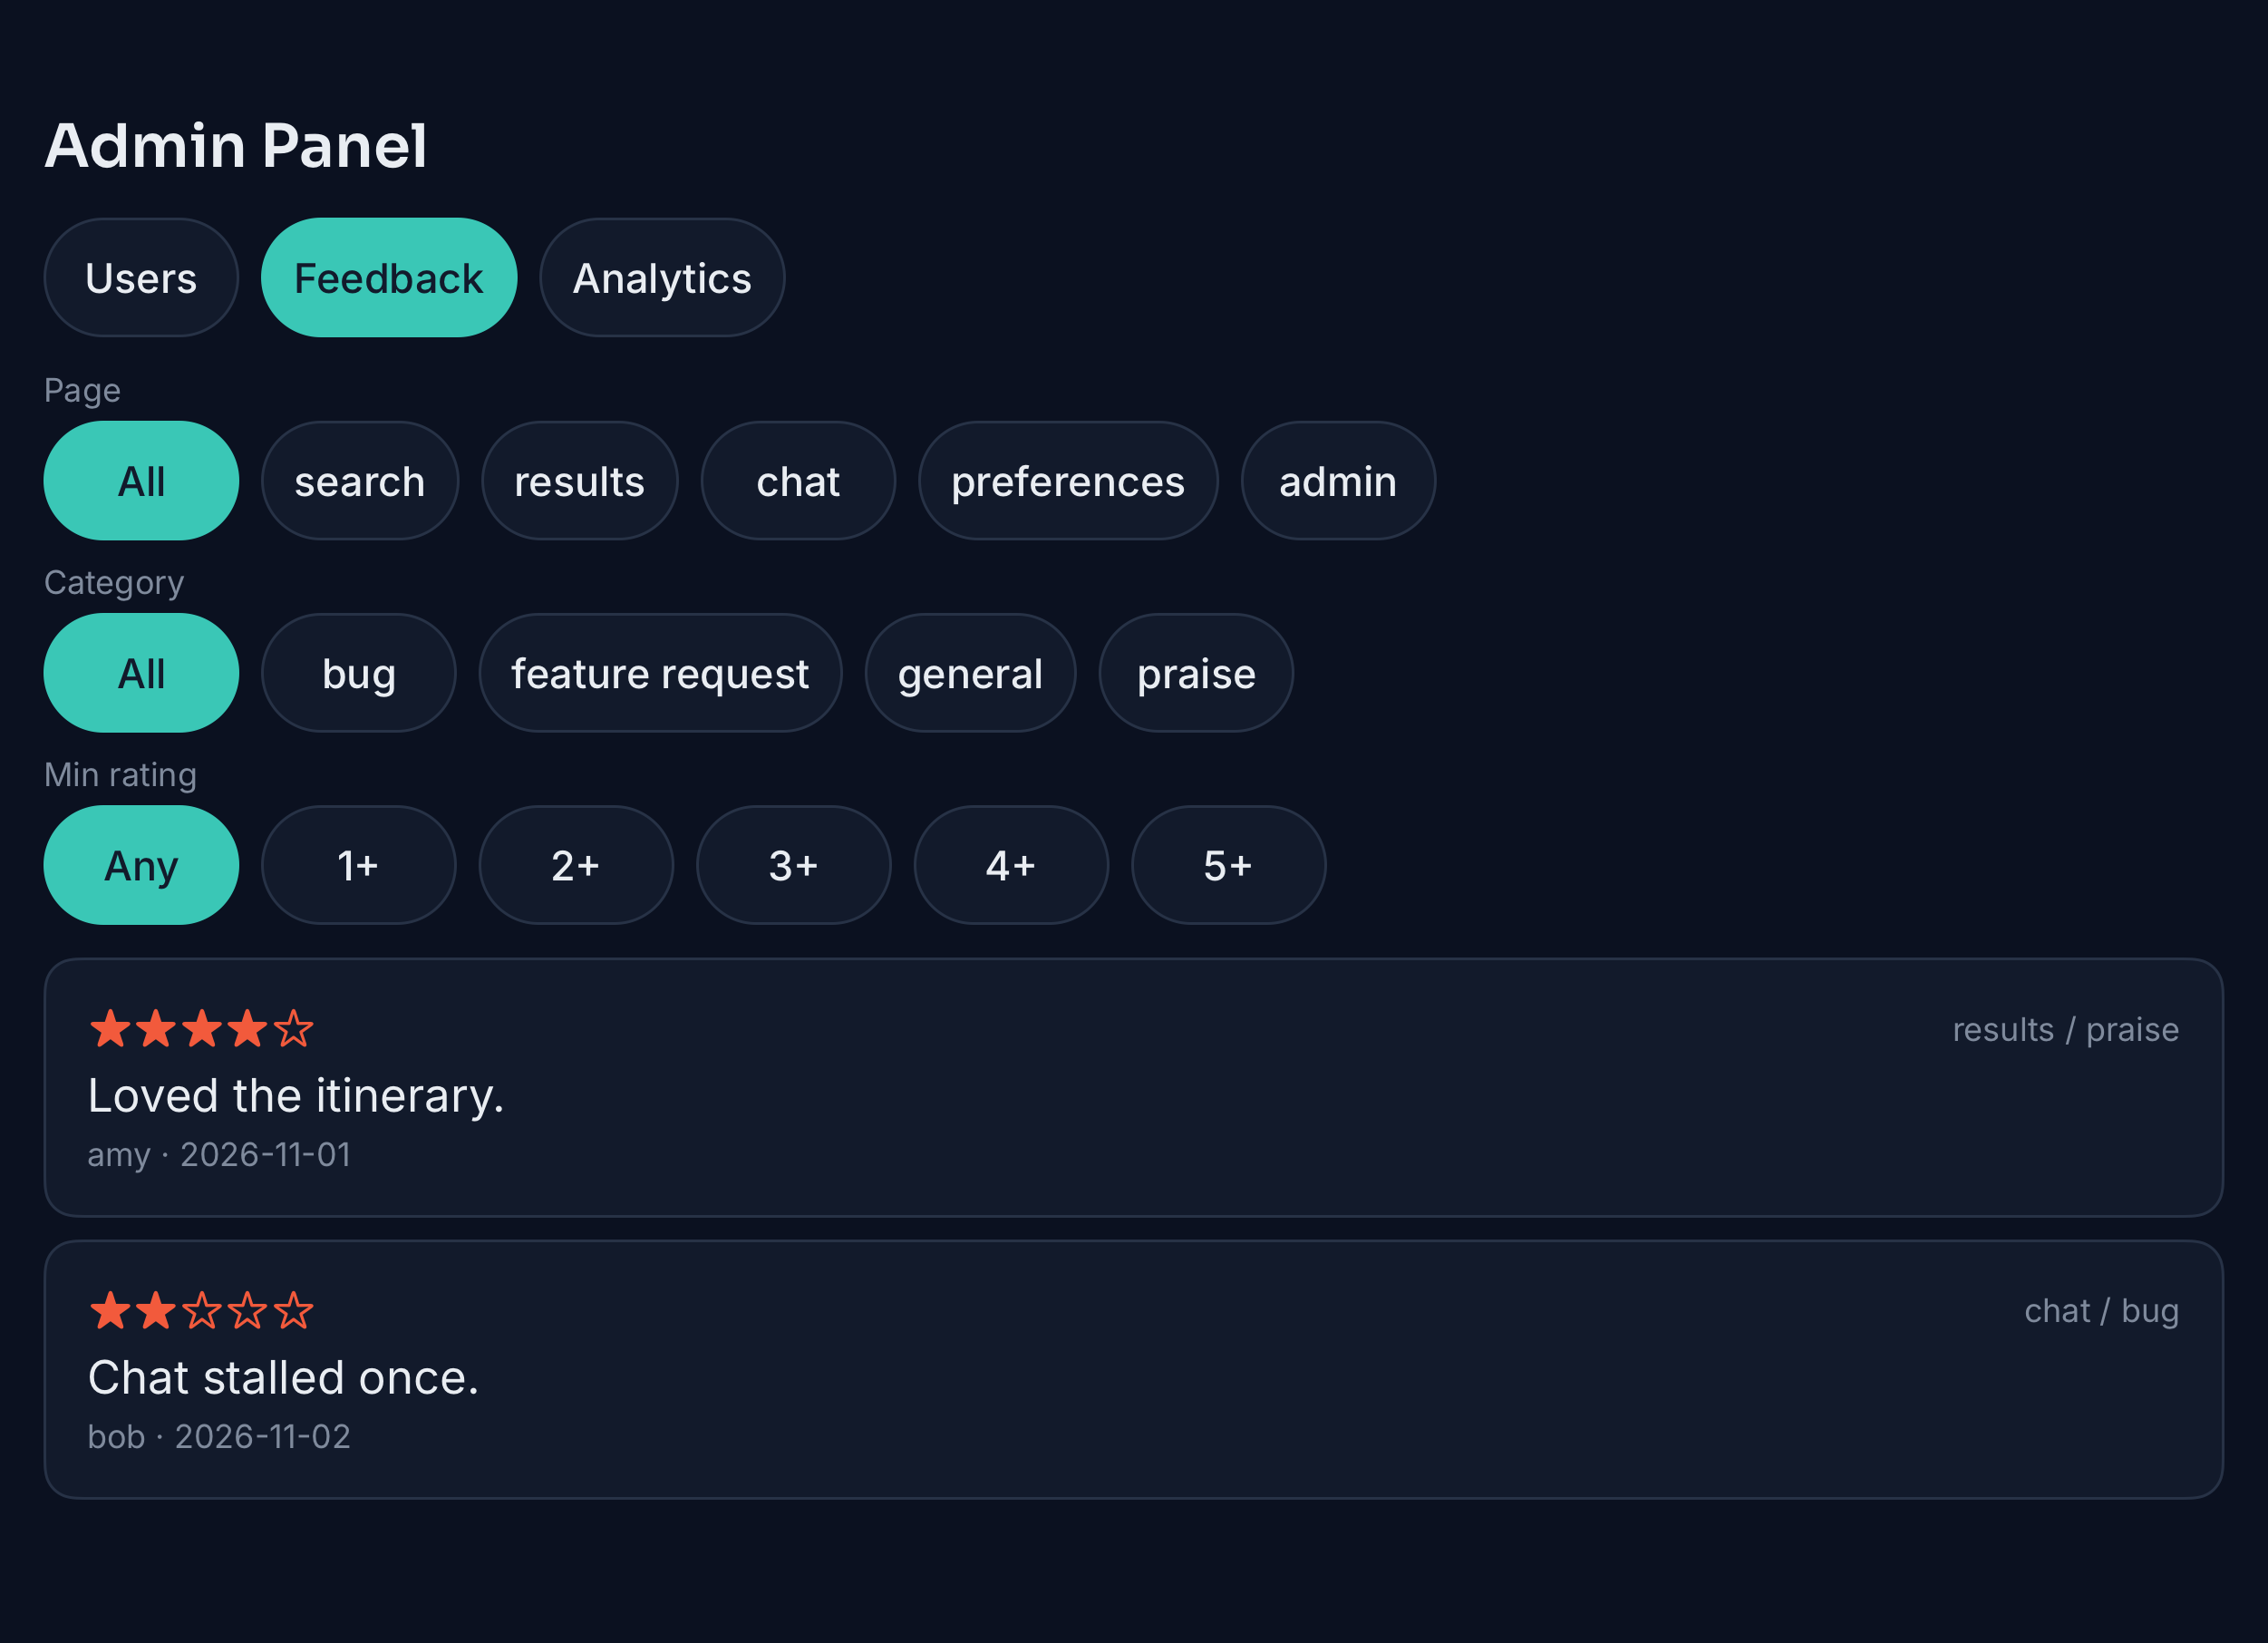 Admin Panel
Users Feedback Analytics
Page
All search results chat preferences admin
Category
All bug feature request general praise
Min rating
Any 1+ 2+ 3+ 4+ 5+
★★★★☆ results / praise
Loved the itinerary.
amy · 2026-11-01
★★☆☆☆ chat / bug
Chat stalled once.
bob · 2026-11-02